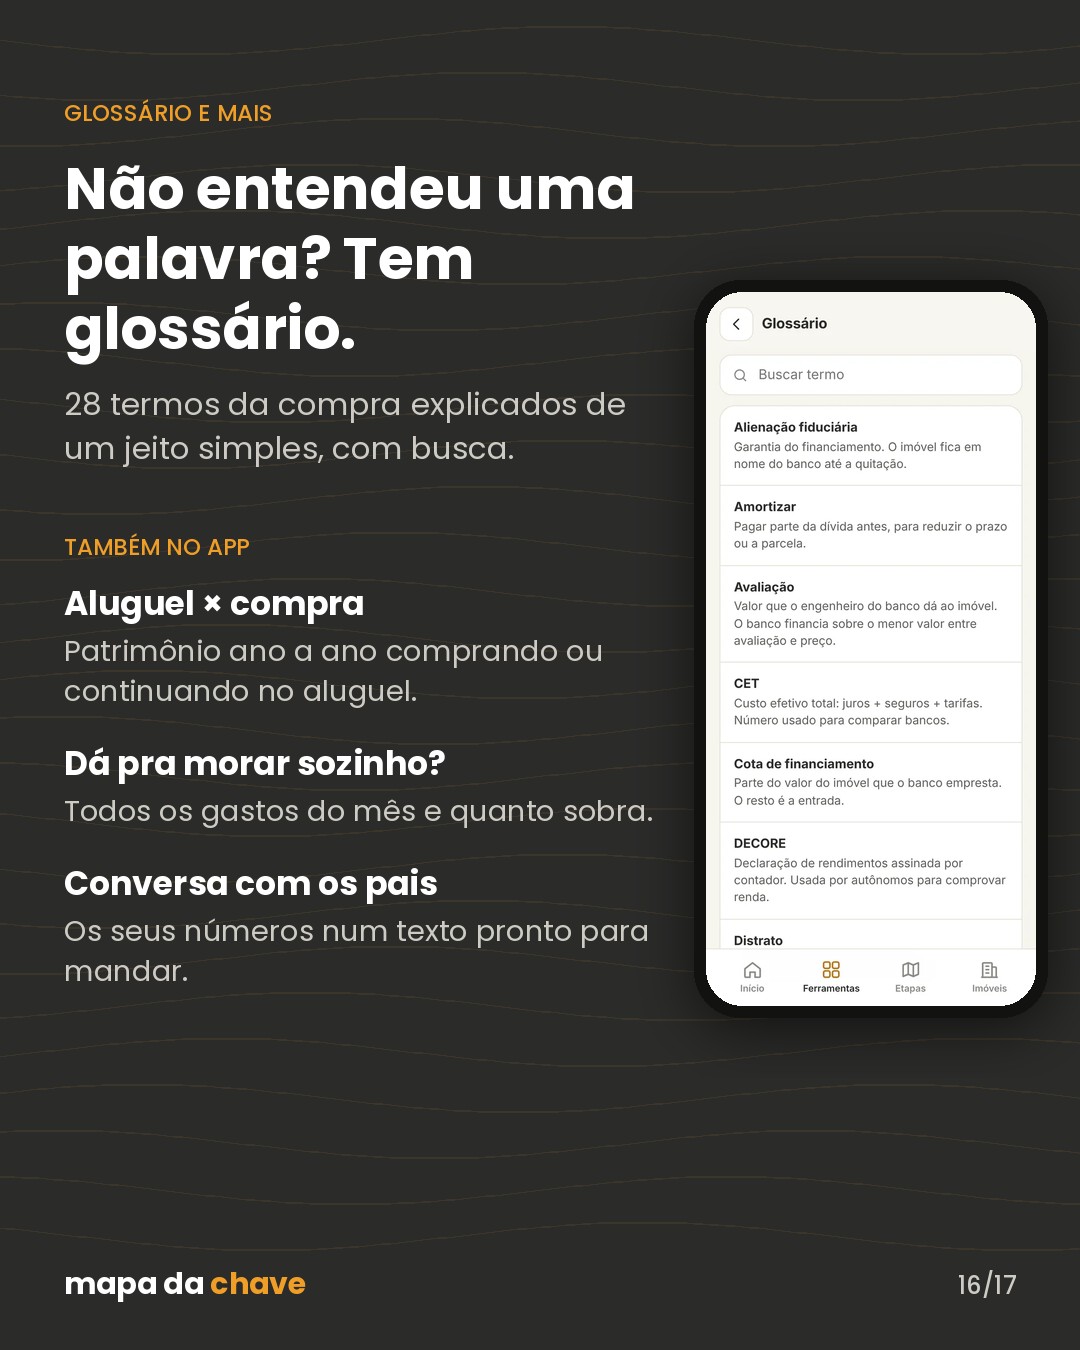 GLOSSÁRIO E MAIS
Não entendeu uma
palavra? Tem
glossário.
28 termos da compra explicados de
um jeito simples, com busca.
TAMBÉM NO APP
Aluguel × compra
Patrimônio ano a ano comprando ou
continuando no aluguel.
Dá pra morar sozinho?
Todos os gastos do mês e quanto sobra.
Conversa com os pais
Os seus números num texto pronto para
mandar.
Glossário
Buscar termo
Alienação fiduciária
Garantia do financiamento. O imóvel fica em
nome do banco até a quitação.
Amortizar
Pagar parte da dívida antes, para reduzir o prazo
ou a parcela.
Avaliação
Valor que o engenheiro do banco dá ao imóvel.
O banco financia sobre o menor valor entre
avaliação e preço.
CET
Custo efetivo total: juros + seguros + tarifas.
Número usado para comparar bancos.
Cota de financiamento
Parte do valor do imóvel que o banco empresta.
O resto é a entrada.
DECORE
Declaração de rendimentos assinada por
contador. Usada por autônomos para comprovar
renda.
Distrato
Início
Ferramentas
Etapas
Imóveis
mapa da chave
16/17